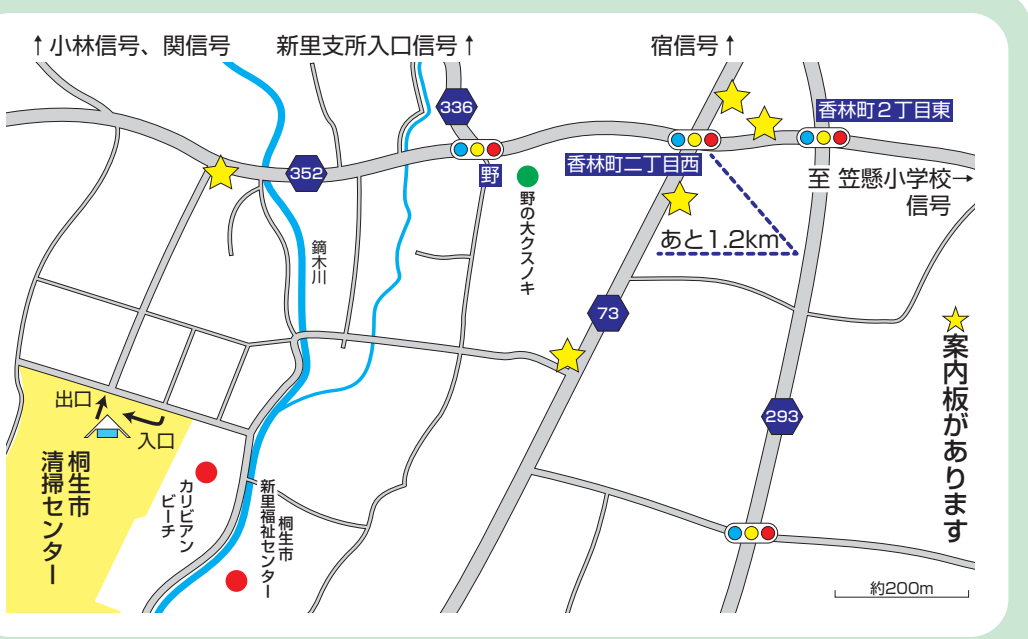 ↑小林信号、関信号
新里支所入口信号↑
宿信号↑
336
香林町2丁目東
352
野
香林町二丁目西
至 笠懸小学校→
信号
野の大クスノキ
あと1.2km
鏑木川
73
案内板があります
293
出口
入口
桐生市
清掃センター
カリビアン
ビーチ
桐生市
新里福祉センター
約200m